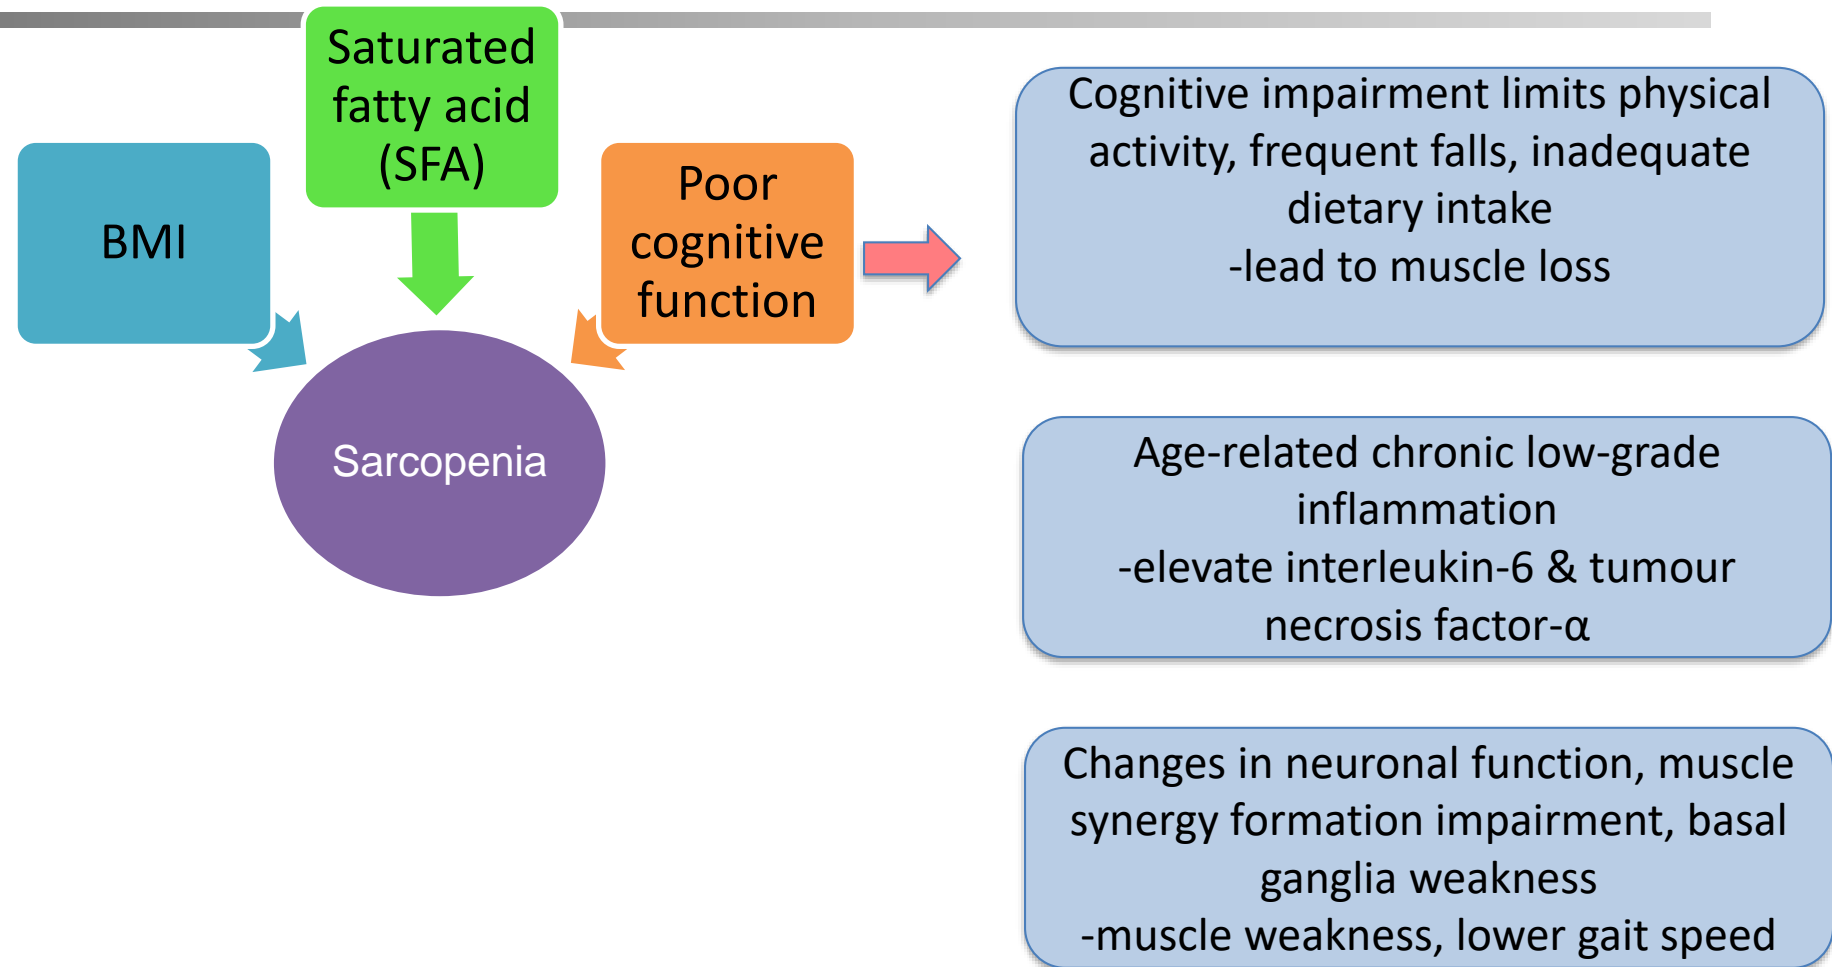 Saturated
fatty acid
(SFA)
BMI
Poor
cognitive
function
Sarcopenia
Cognitive impairment limits physical
activity, frequent falls, inadequate
dietary intake
-lead to muscle loss
Age-related chronic low-grade
inflammation
-elevate interleukin-6 & tumour
necrosis factor-α
Changes in neuronal function, muscle
synergy formation impairment, basal
ganglia weakness
-muscle weakness, lower gait speed